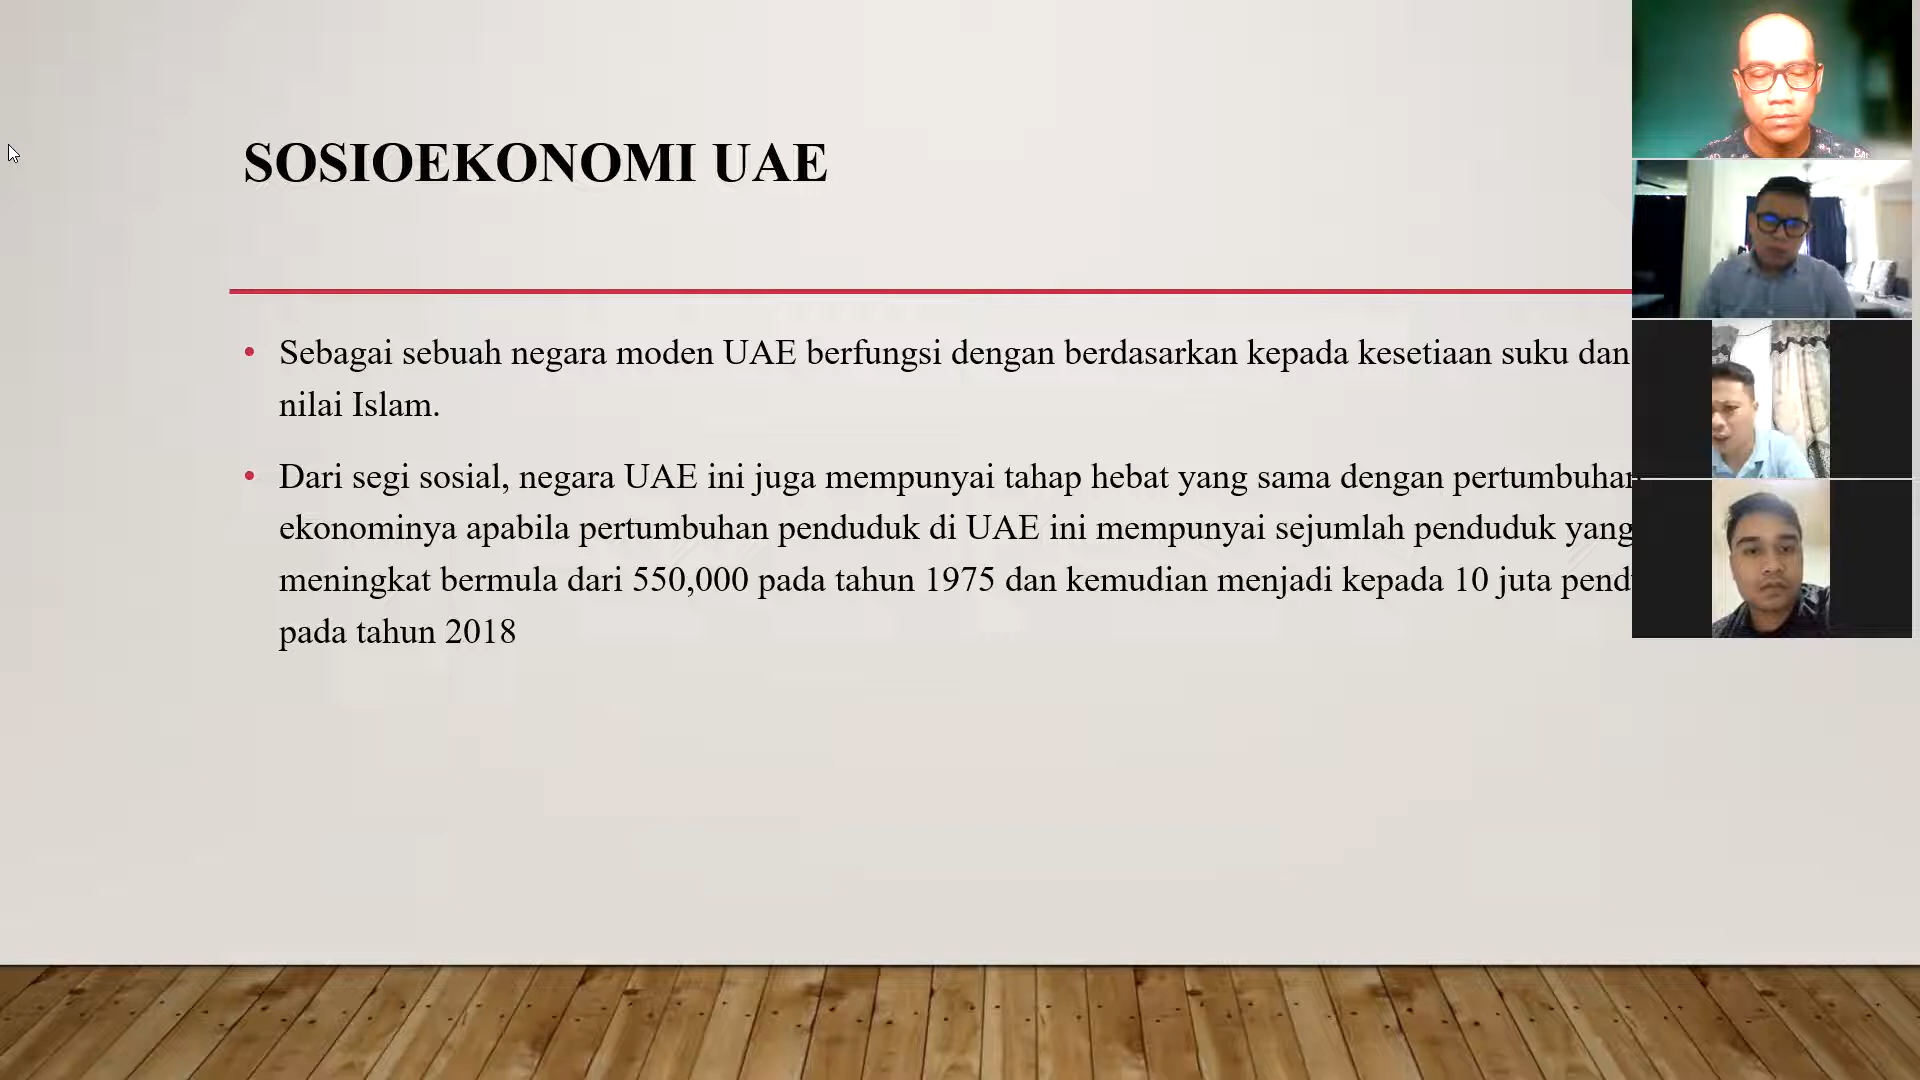 SOSIOEKONOMI UAE
• Sebagai sebuah negara moden UAE berfungsi dengan berdasarkan kepada kesetiaan suku dan
nilai Islam.
• Dari segi sosial, negara UAE ini juga mempunyai tahap hebat yang sama dengan pertumbuhan
ekonominya apabila pertumbuhan penduduk di UAE ini mempunyai sejumlah penduduk yang
meningkat bermula dari 550,000 pada tahun 1975 dan kemudian menjadi kepada 10 juta
pada tahun 2018